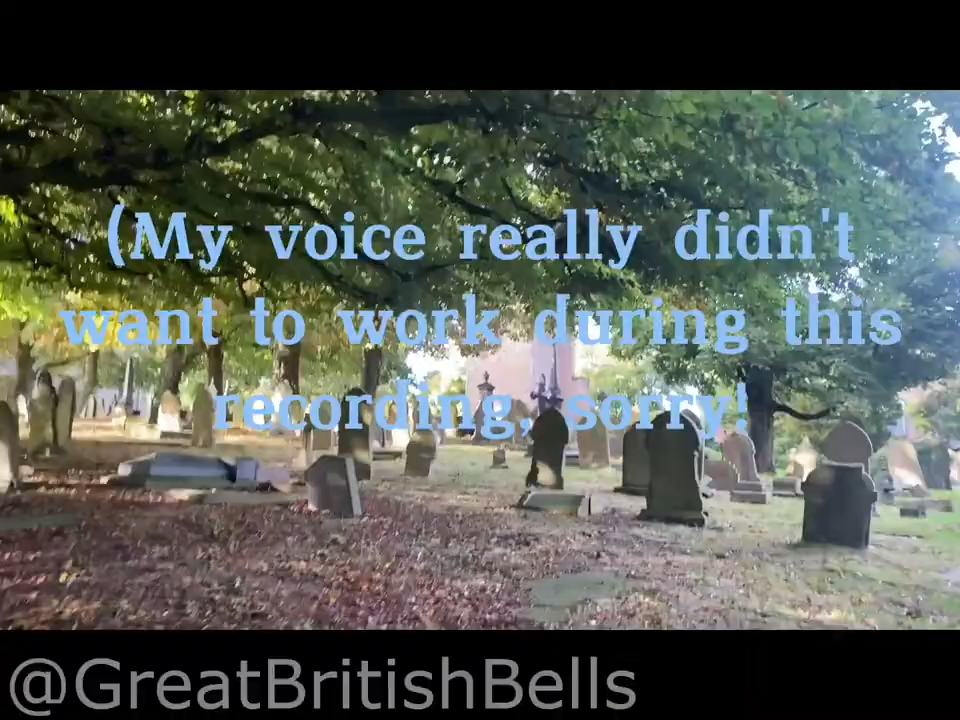 (My voice really didn't
want to work during this
recording, sorry!
@GreatBritishBells